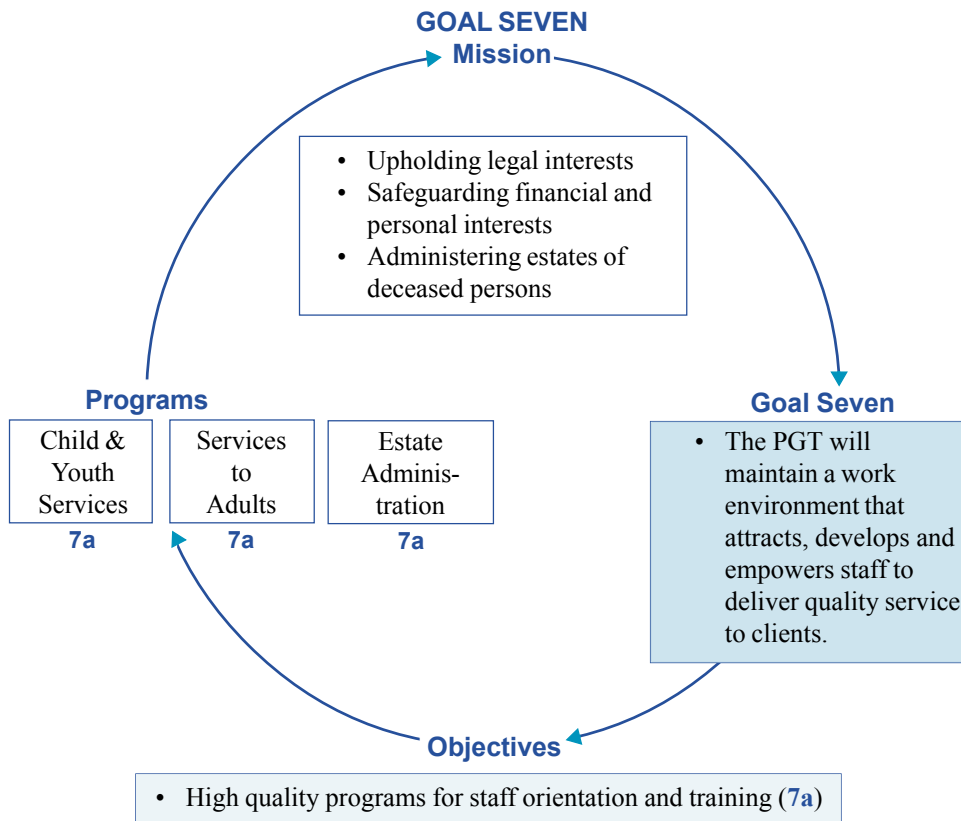 GOAL SEVEN
Mission
• Upholding legal interests
• Safeguarding financial and
personal interests
• Administering estates of
deceased persons
Programs
Child &
Youth
Services
7a
Services
to
Adults
7a
Estate
Adminis-
tration
7a
Goal Seven
• The PGT will
maintain a work
environment that
attracts, develops and
empowers staff to
deliver quality service
to clients.
Objectives
• High quality programs for staff orientation and training (7a)